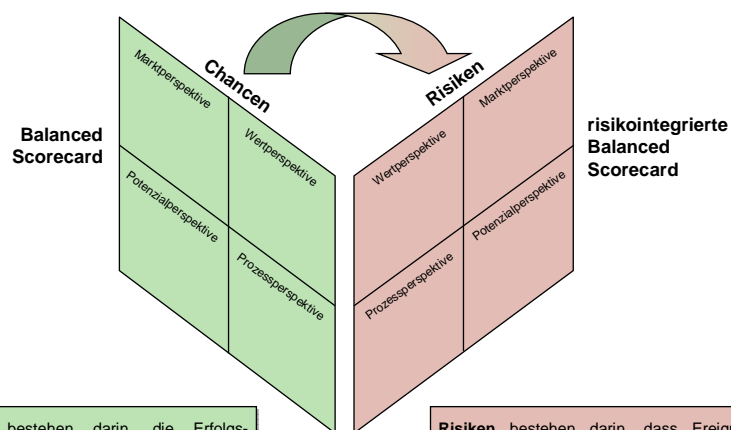 Chancen
Risiken
Marktperspektive
Wertperspektive
Potenzialperspektive
Prozessperspektive
Wertperspektive
Marktperspektive
Prozessperspektive
Potenzialperspektive
Balanced
Scorecard
risikointegrierte
Balanced
Scorecard
bestehen darin, die Erfolgs-
Risiken bestehen darin, dass